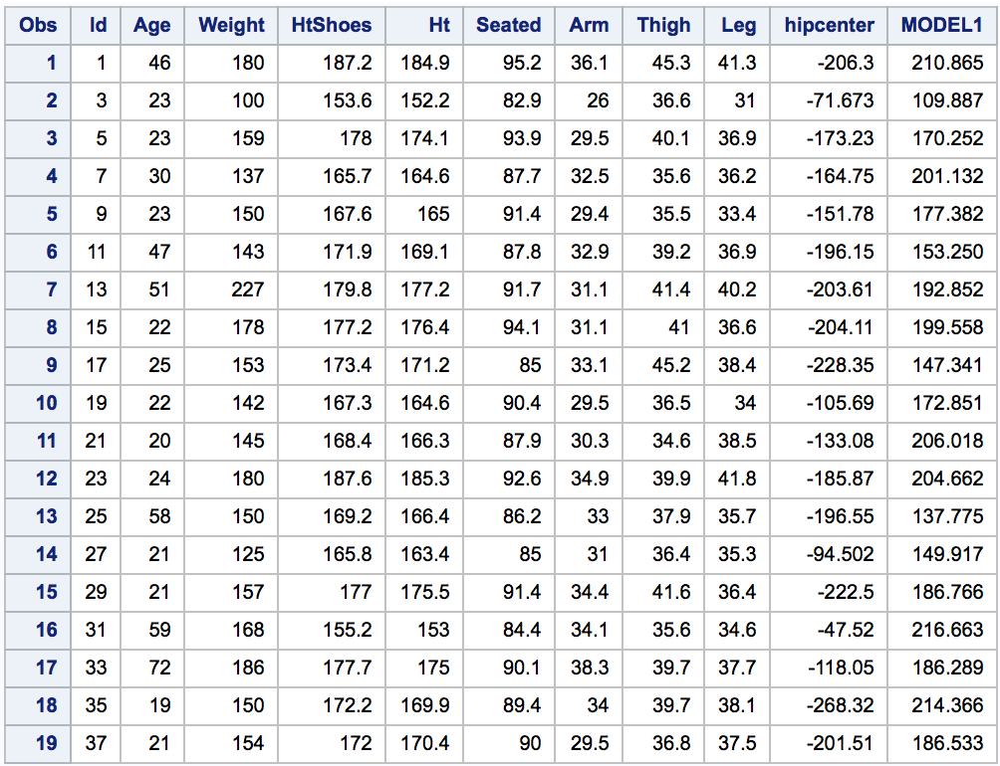 Obs Id Age Weight HtShoes Ht Seated Arm Thigh Leg hipcenter MODEL1
1 1 46 180 187.2 184.9 95.2 36.1 45.3 41.3 -206.3 210.865
2 3 23 100 153.6 152.2 82.9 26 36.6 31 -71.673 109.887
3 5 23 159 178 174.1 93.9 29.5 40.1 36.9 -173.23 170.252
4 7 30 137 165.7 164.6 87.7 32.5 35.6 36.2 -164.75 201.132
5 9 23 150 167.6 165 91.4 29.4 35.5 33.4 -151.78 177.382
6 11 47 143 171.9 169.1 87.8 32.9 39.2 36.9 -196.15 153.250
7 13 51 227 179.8 177.2 91.7 31.1 41.4 40.2 -203.61 192.852
8 15 22 178 177.2 176.4 94.1 31.1 41 36.6 -204.11 199.558
9 17 25 153 173.4 171.2 85 33.1 45.2 38.4 -228.35 147.341
10 19 22 142 167.3 164.6 90.4 29.5 36.5 34 -105.69 172.851
11 21 20 145 168.4 166.3 87.9 30.3 34.6 38.5 -133.08 206.018
12 23 24 180 187.6 185.3 92.6 34.9 39.9 41.8 -185.87 204.662
13 25 58 150 169.2 166.4 86.2 33 37.9 35.7 -196.55 137.775
14 27 21 125 165.8 163.4 85 31 36.4 35.3 -94.502 149.917
15 29 21 157 177 175.5 91.4 34.4 41.6 36.4 -222.5 186.766
16 31 59 168 155.2 153 84.4 34.1 35.6 34.6 -47.52 216.663
17 33 72 186 177.7 175 90.1 38.3 39.7 37.7 -118.05 186.289
18 35 19 150 172.2 169.9 89.4 34 39.7 38.1 -268.32 214.366
19 37 21 154 172 170.4 90 29.5 36.8 37.5 -201.51 186.533